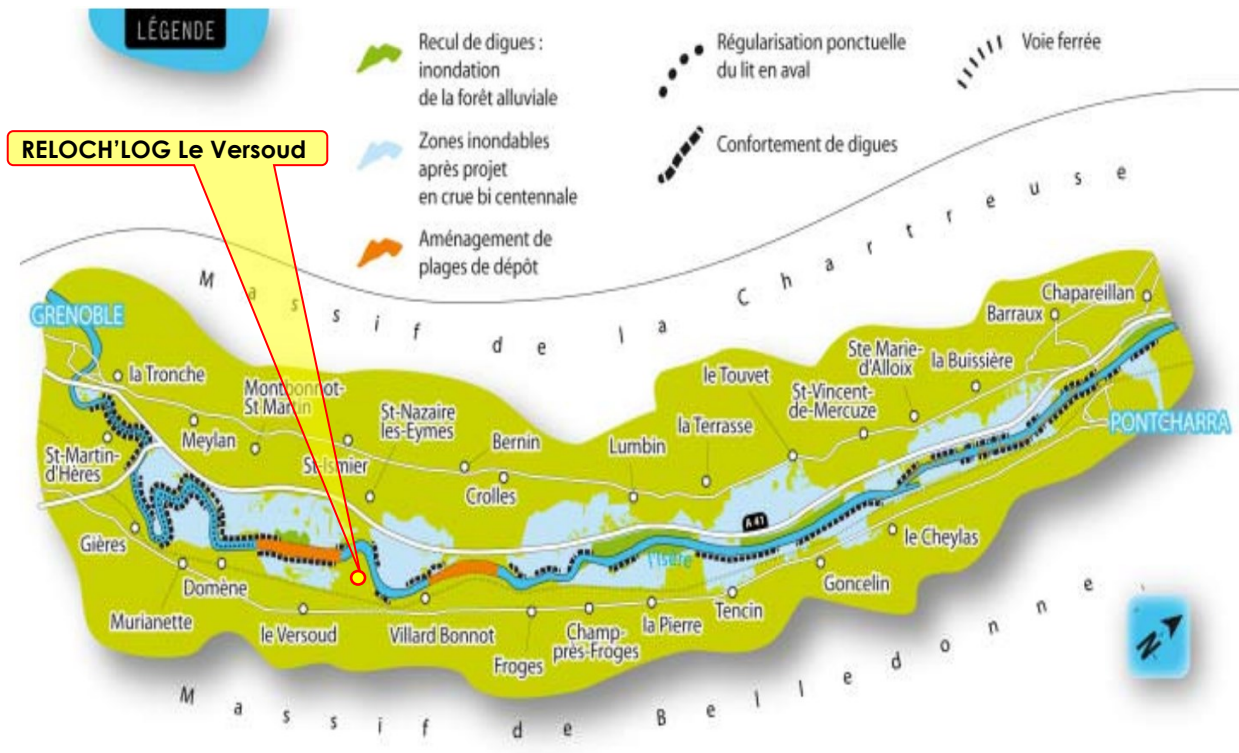 LÉGENDE
Recul de digues :
inondation
de la forêt alluviale
Zones inondables
après projet
en crue bi centennale
Aménagement de
plages de dépôt
Régularisation ponctuelle
du lit en aval
Confortement de digues
Voie ferrée
RELOCH'LOG Le Versoud
Massif de la Chartreuse
GRENOBLE
la Tronche
Meylan
Montbonnot-
St Martin
St-Ismier
St-Nazaire
les-Eymes
Bernin
Crolles
Lumbin
la Terrasse
le Touvet
St-Vincent-
de-Mercuze
Ste Marie-
d'Alloix
la Buissière
Barraux
Chapareillan
PONTCHARRA
St-Martin-
d'Hères
Gières
Murianette
Domène
le Versoud
Villard Bonnot
Froges
Champ-
près-Froges
la Pierre
Tencin
Goncelin
le Cheylas
A 41
l'Isère
Massif de Belledonne
N